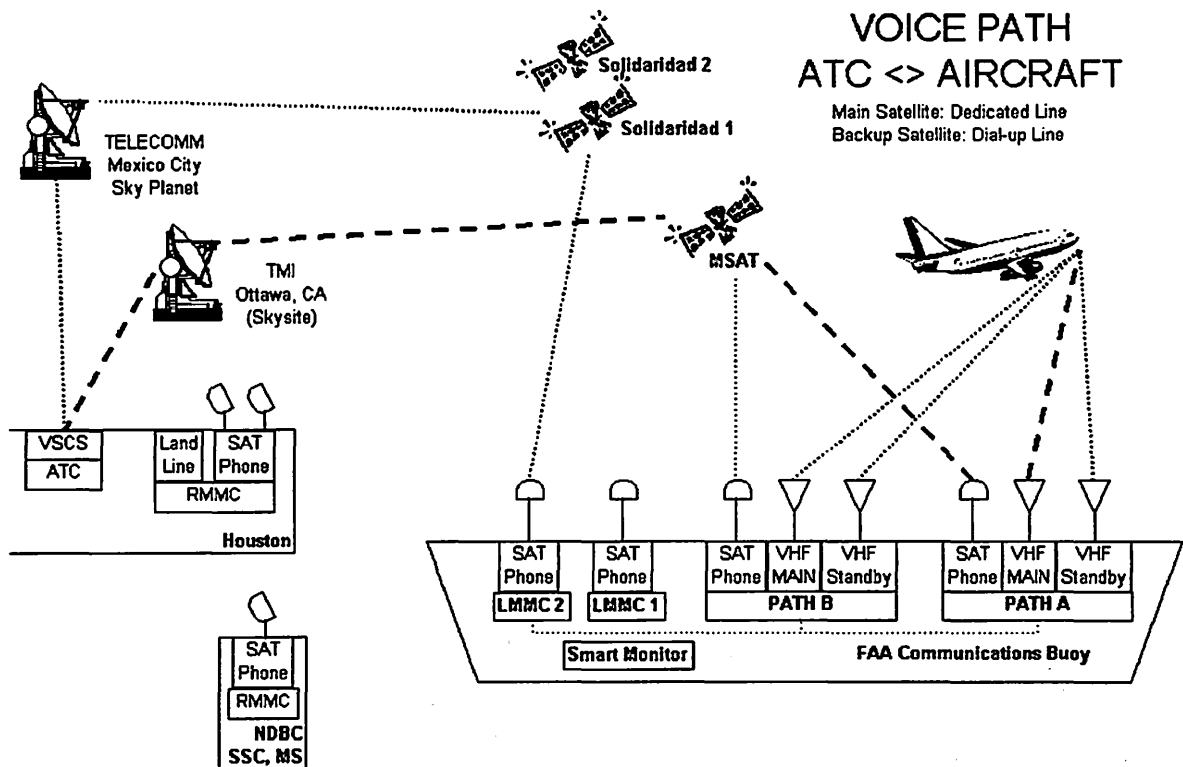 VOICE PATH
ATC <> AIRCRAFT
Main Satellite: Dedicated Line
Backup Satellite: Dial-up Line
Solidaridad 2
Solidaridad 1
TELECOMM
Mexico City
Sky Planet
TMI
Ottawa, CA
(Skysite)
MSAT
VSCS
ATC
Land
Line
SAT
Phone
RMMC
Houston
SAT
Phone
LMMC 2
SAT
Phone
LMMC 1
SAT
Phone
VHF
MAIN
VHF
Standby
PATH B
SAT
Phone
VHF
MAIN
VHF
Standby
PATH A
Smart Monitor
FAA Communications Buoy
SAT
Phone
RMMC
NDBC
SSC, MS